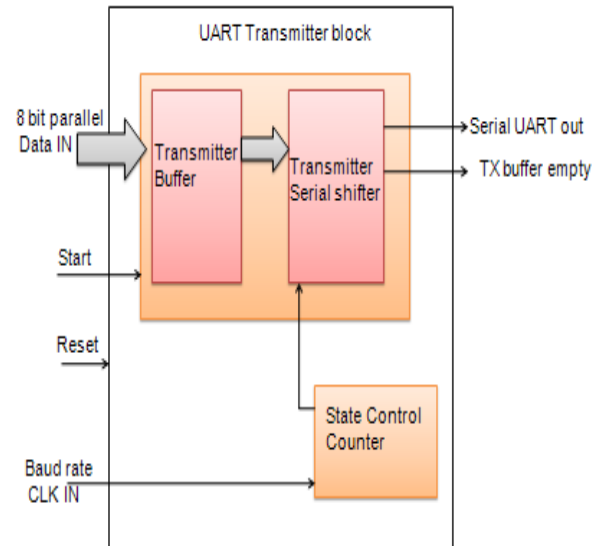 UART Transmitter block
8 bit parallel
Data IN
Transmitter
Buffer
Transmitter
Serial shifter
Serial UART out
TX buffer empty
Start
Reset
State Control
Counter
Baud rate
CLK IN